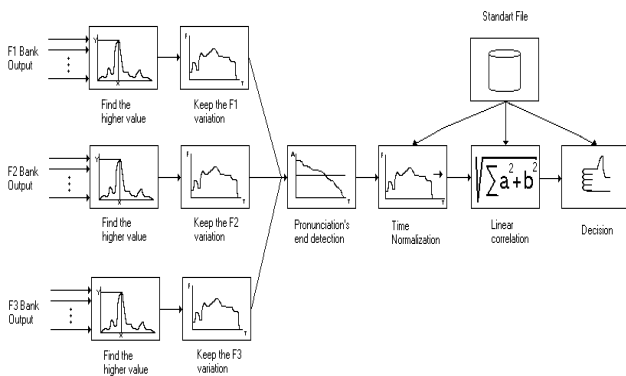 Standart File
F1 Bank
Output
Y
X
Find the
higher value
F
T
Keep the F1
variation
F2 Bank
Output
Y
X
Find the
higher value
F
T
Keep the F2
variation
A
T
Pronunciation's
end detection
F
T
Time
Normalization
√∑a²+b²
Linear
correlation
Decision
F3 Bank
Output
Y
X
Find the
higher value
F
T
Keep the F3
variation